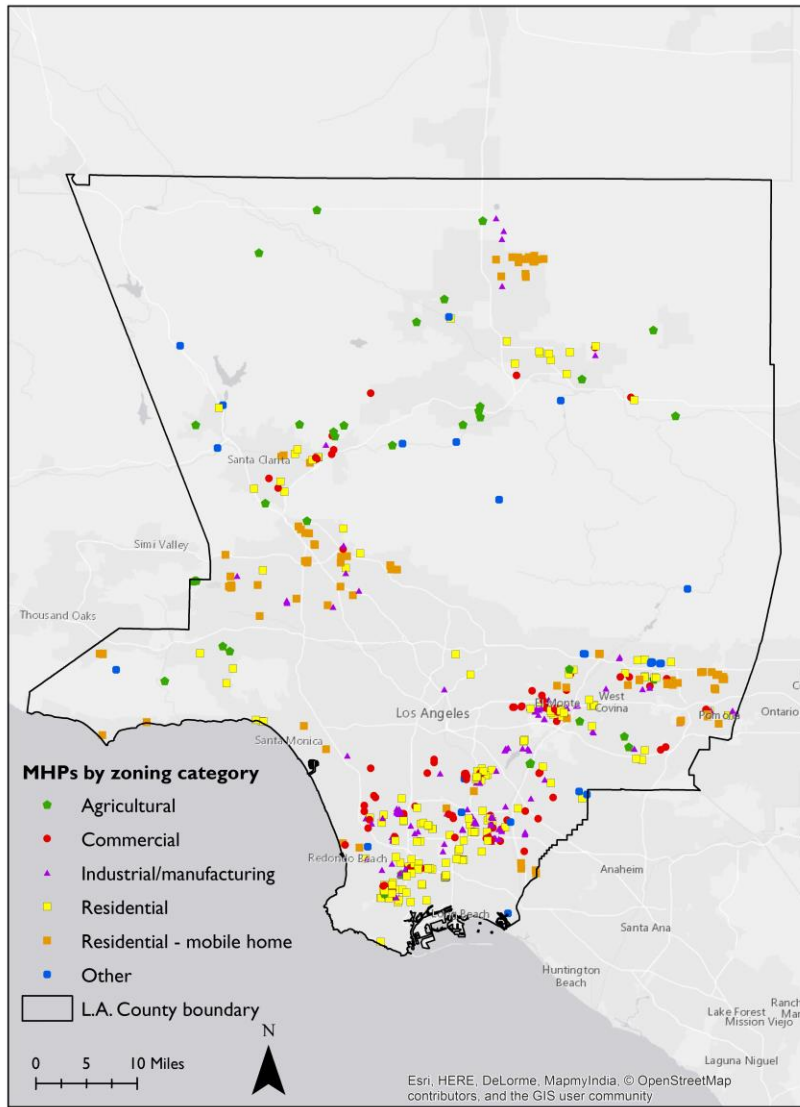 Santa Clarita
Simi Valley
Thousand Oaks
El Monte
West
Covina
Los Angeles
Pomona
Ontario
Santa Monica
MHPs by zoning category
Agricultural
Commercial
Industrial/manufacturing
Residential
Residential - mobile home
Other
L.A. County boundary
Redondo Beach
Anaheim
Long Beach
Santa Ana
Huntington
Beach
Ranch
Lake Forest
Mission Viejo
Laguna Niguel
N
0 5 10 Miles
Esri, HERE, DeLorme, MapmyIndia, © OpenStreetMap
contributors, and the GIS user community